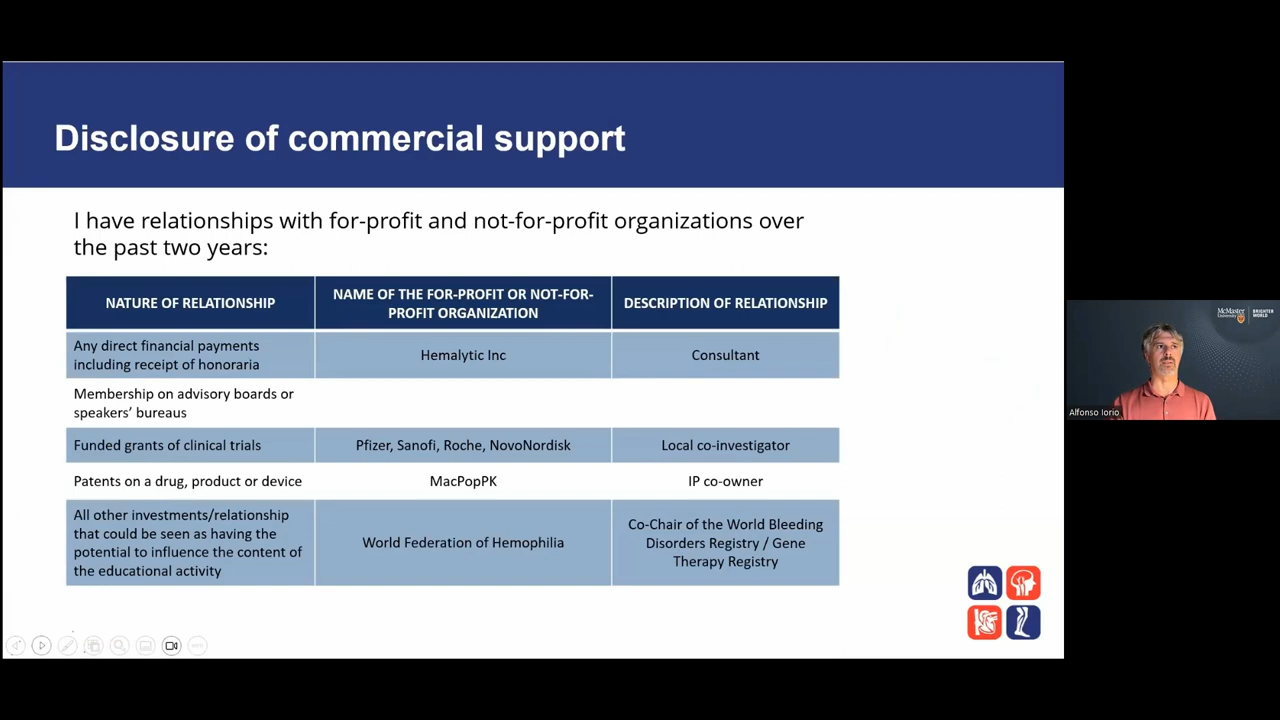 Disclosure of commercial support
I have relationships with for-profit and not-for-profit organizations over
the past two years:
NATURE OF RELATIONSHIP
NAME OF THE FOR-PROFIT OR NOT-FOR-
PROFIT ORGANIZATION
DESCRIPTION OF RELATIONSHIP
Any direct financial payments
including receipt of honoraria
Hemalytic Inc
Consultant
Membership on advisory boards or
speakers’ bureaus
Funded grants of clinical trials
Pfizer, Sanofi, Roche, NovoNordisk
Local co-investigator
Patents on a drug, product or device
MacPopPK
IP co-owner
All other investments/relationship
that could be seen as having the
potential to influence the content of
the educational activity
World Federation of Hemophilia
Co-Chair of the World Bleeding
Disorders Registry / Gene
Therapy Registry
McMaster
University
BRIGHTER
WORLD
Alfonso Iorio